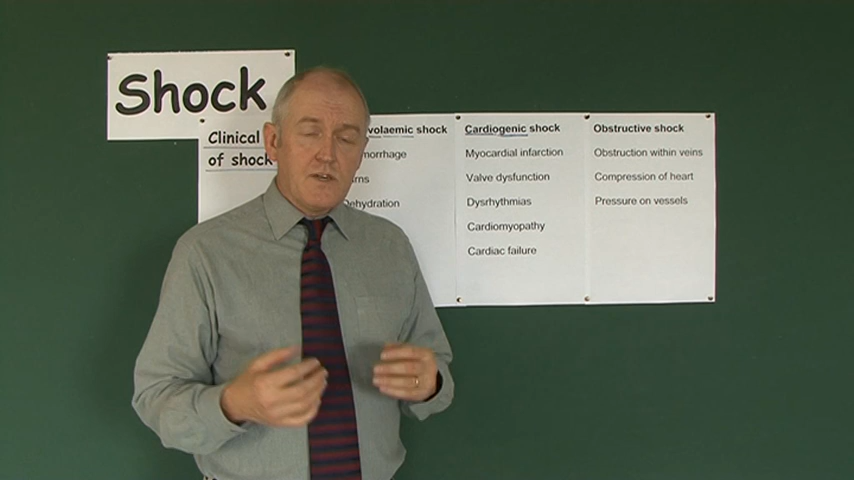 Shock
Clinical
of shock
volaemic shock
morrhage
rns
Dehydration
Cardiogenic shock
Myocardial infarction
Valve dysfunction
Dysrhythmias
Cardiomyopathy
Cardiac failure
Obstructive shock
Obstruction within veins
Compression of heart
Pressure on vessels